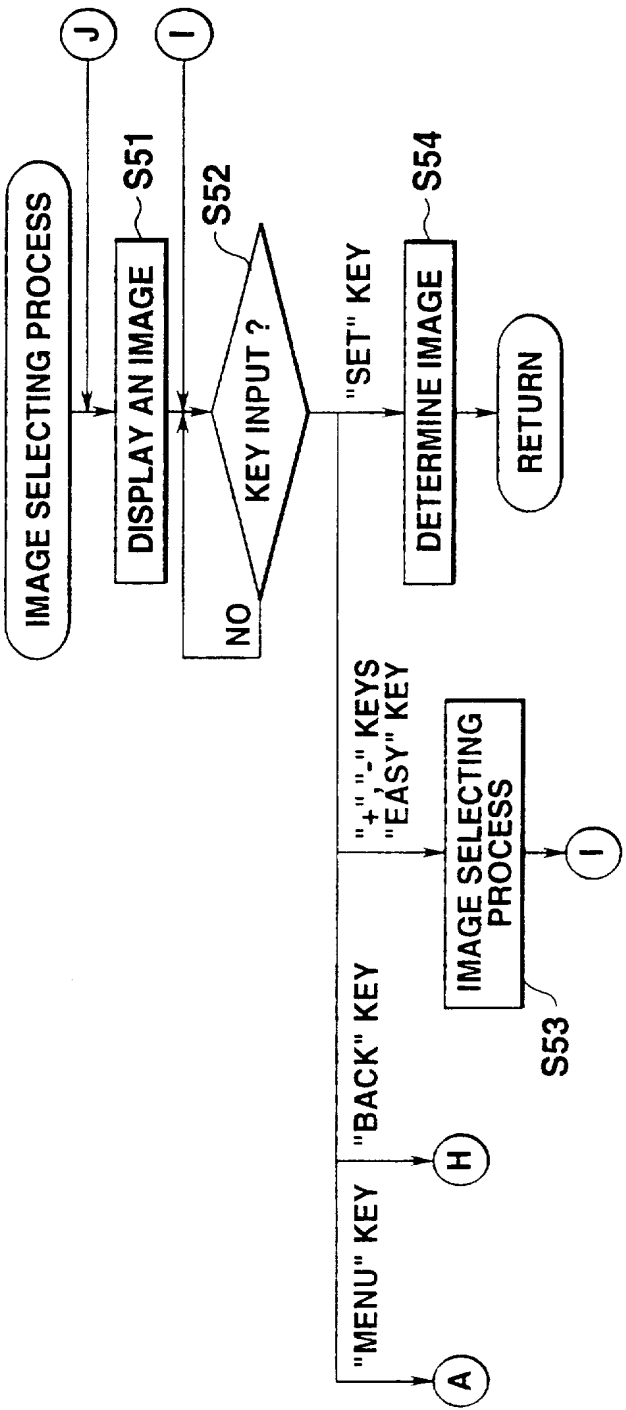 IMAGE SELECTING PROCESS
J
DISPLAY AN IMAGE
S51
I
S52
KEY INPUT ?
NO
"MENU" KEY
"BACK" KEY
"+","-" KEYS
"EASY" KEY
"SET" KEY
A
H
IMAGE SELECTING
PROCESS
S53
I
DETERMINE IMAGE
S54
RETURN